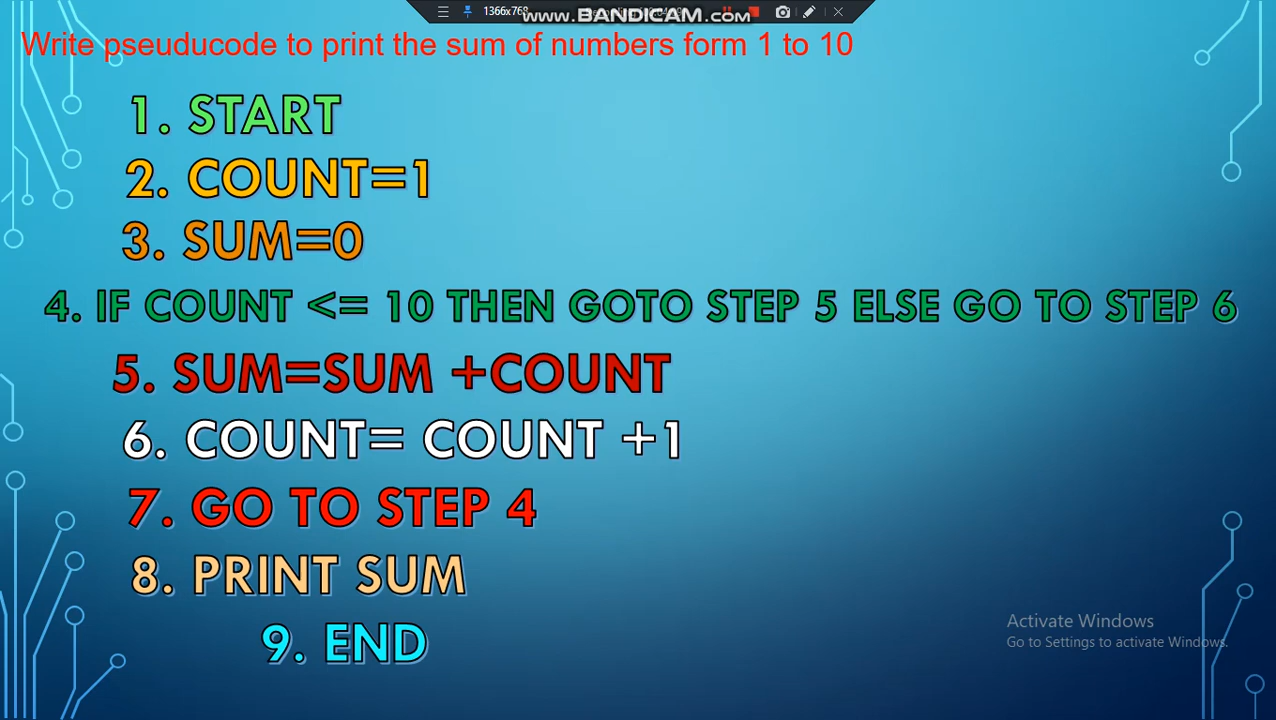 1366x768
www.BANDICAM.com
Write pseuducode to print the sum of numbers form 1 to 10
1. START
2. COUNT=1
3. SUM=0
4. IF COUNT <= 10 THEN GOTO STEP 5 ELSE GO TO STEP 6
5. SUM=SUM +COUNT
6. COUNT= COUNT +1
7. GO TO STEP 4
8. PRINT SUM
9. END
Activate Windows
Go to Settings to activate Windows.